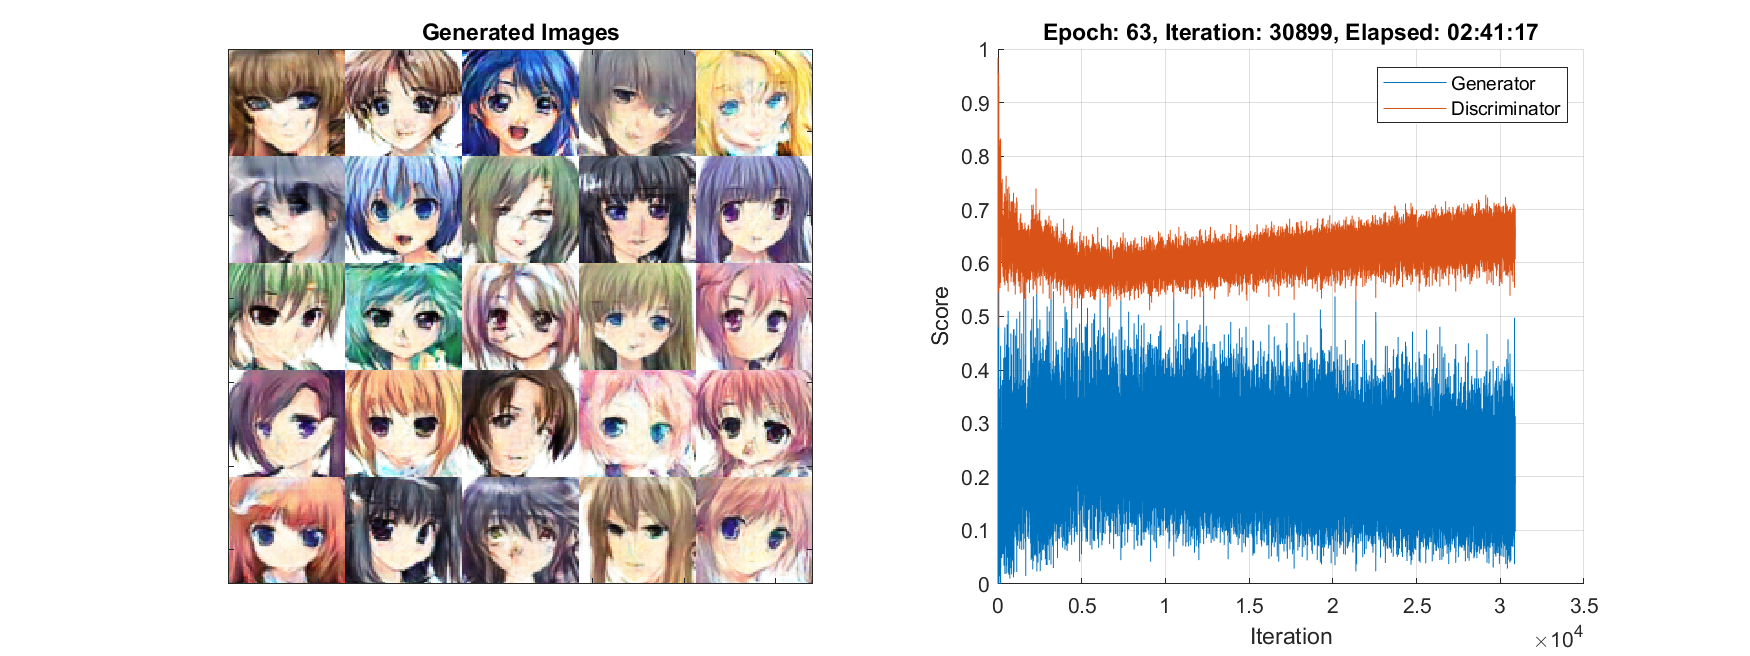 Generated Images
Epoch: 63, Iteration: 30899, Elapsed: 02:41:17
Generator
Discriminator
Score
1
0.9
0.8
0.7
0.6
0.5
0.4
0.3
0.2
0.1
0
0 0.5 1 1.5 2 2.5 3 3.5
Iteration
×10⁴